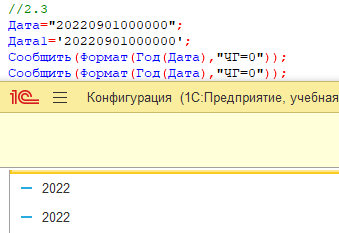 //2.3
Дата="20220901000000";
Дата1='20220901000000';
Сообщить(Формат(Год(Дата),"ЧГ=0"));
Сообщить(Формат(Год(Дата),"ЧГ=0"));
1С Конфигурация (1С:Предприятие, учебная
2022
2022